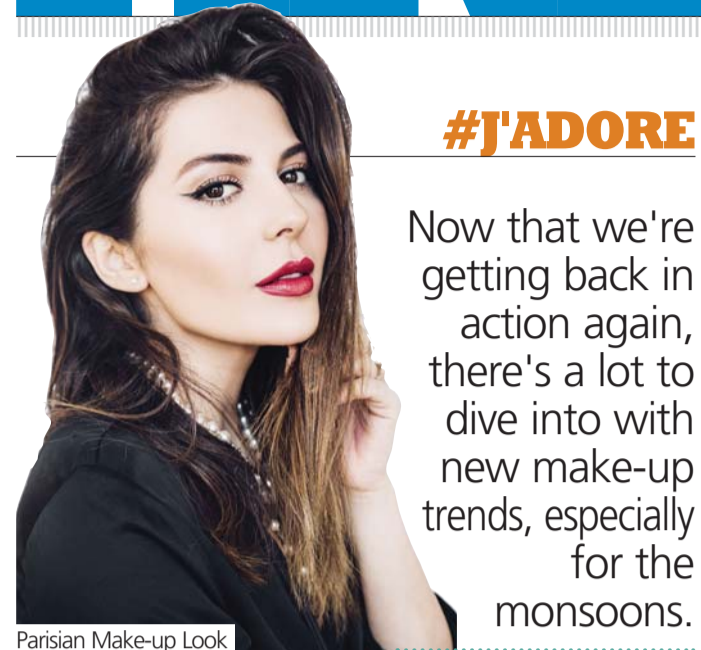 #J'ADORE
Now that we're
getting back in
action again,
there's a lot to
dive into with
new make-up
trends, especially
for the
monsoons.
Parisian Make-up Look